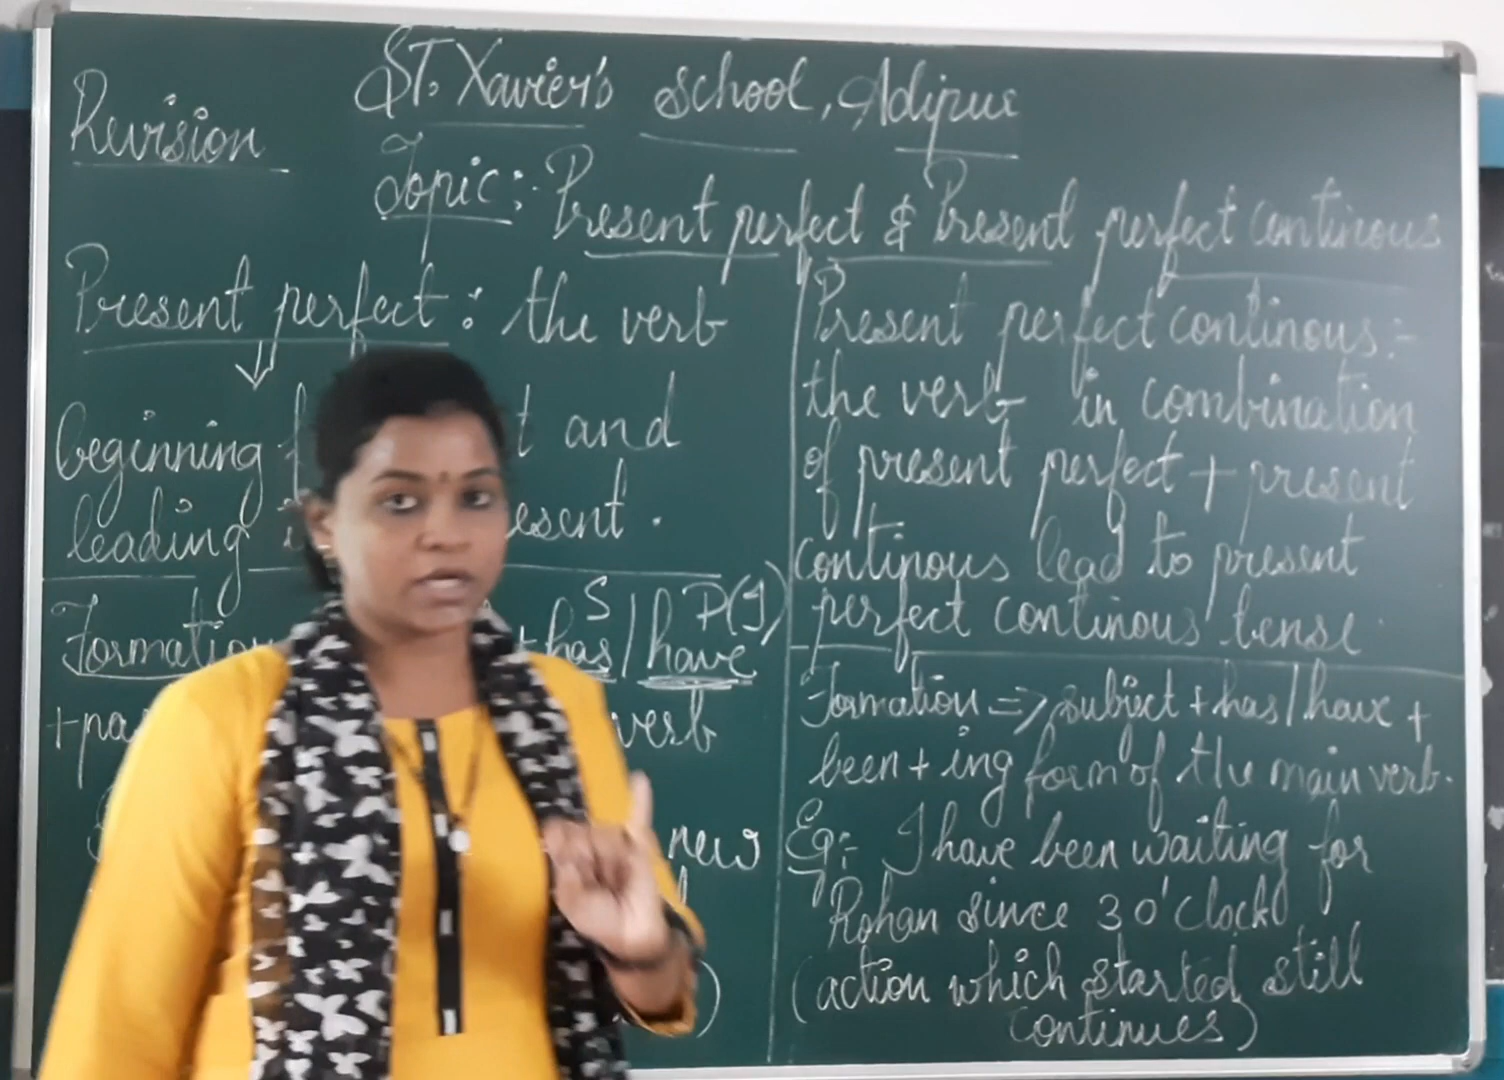 St. Xavier's School, Adipur
Revision
Topic:- Present perfect & Present perfect continous
Present perfect : the verb
beginning and
leading
Formation + has / have
S P(I)
verb
new
Present perfect continous:-
the verb in combination
of present perfect + present
continous lead to present
perfect continous tense.
Formation => subject + has / have +
been + ing form of the main verb.
Eg:- I have been waiting for
Rohan since 3 O'clock
(action which started, still
continues)